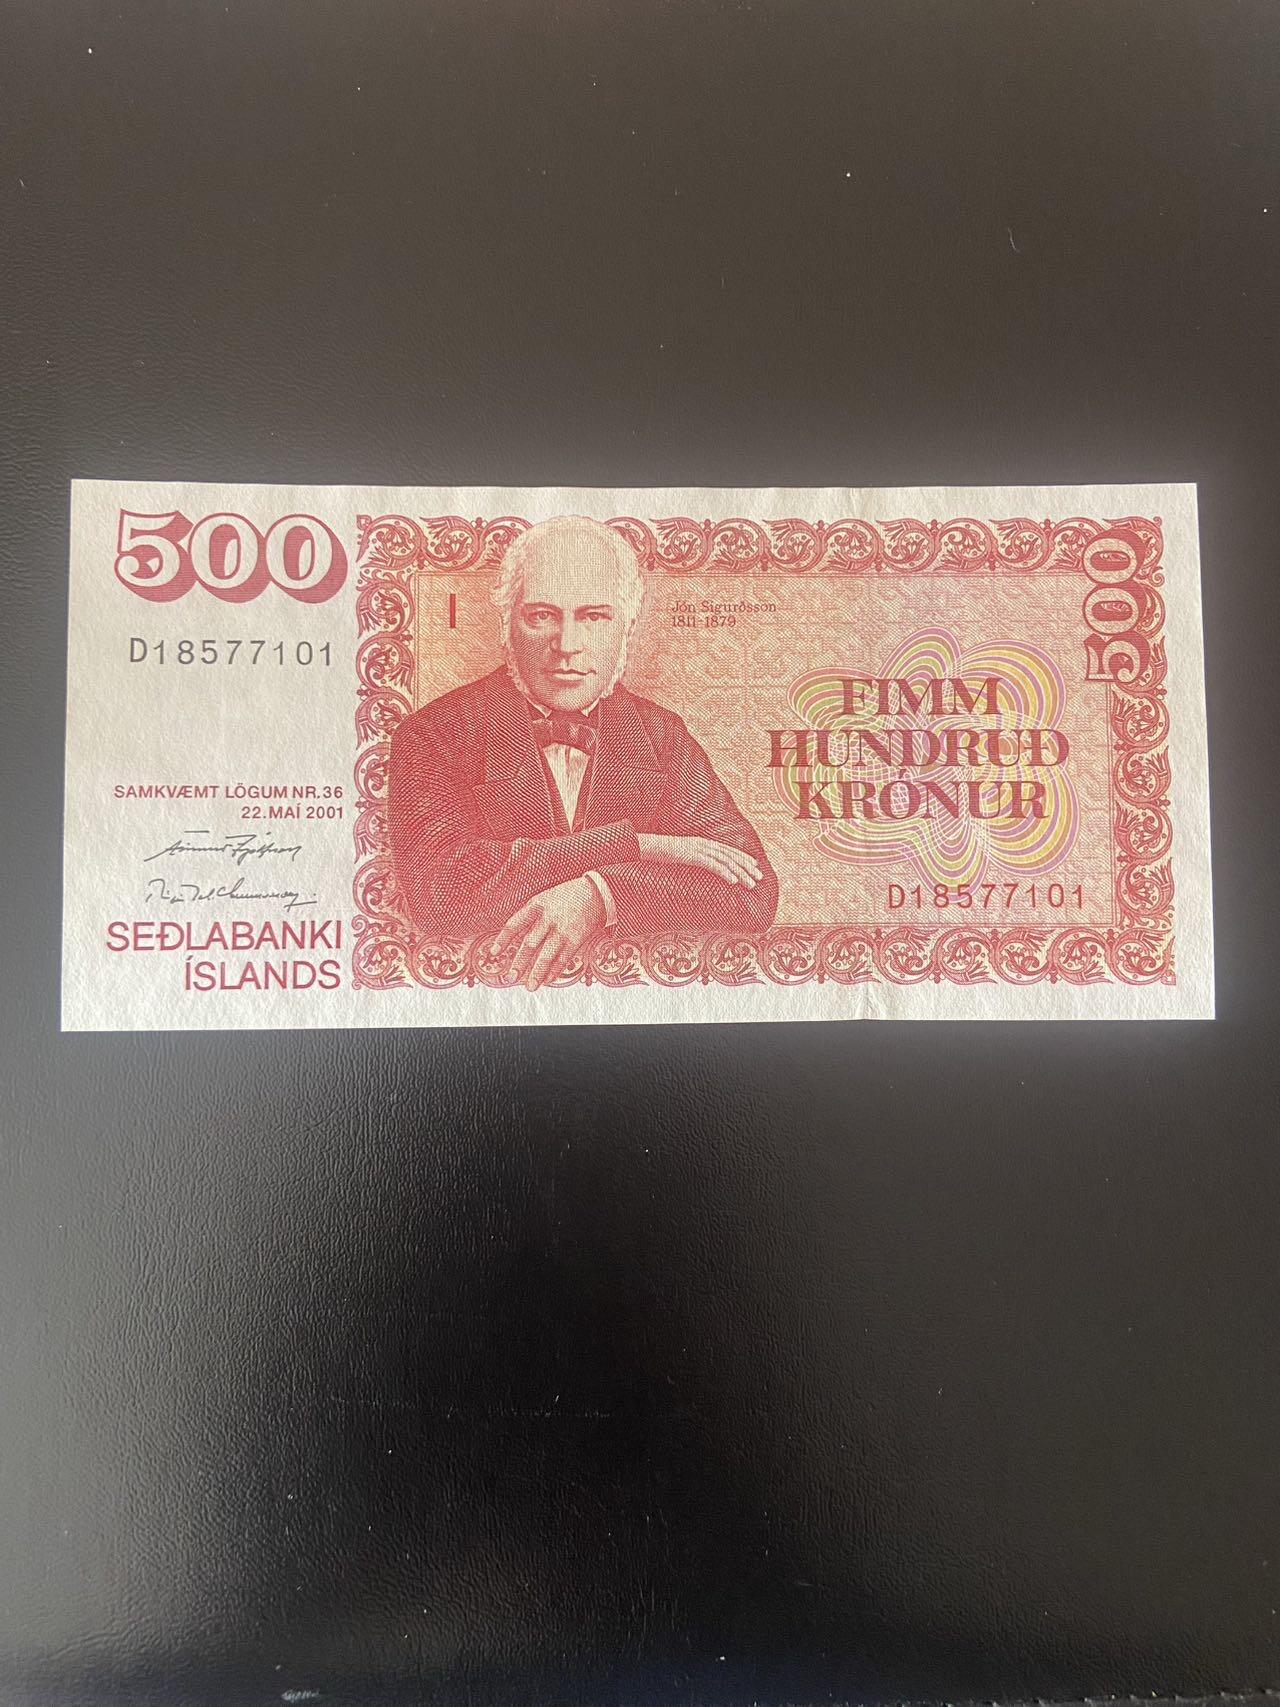 500
D18577101
SAMKVÆMT LÖGUM NR.36
22.MAÍ 2001
SEÐLABANKI
ÍSLANDS
Jón Sigurðsson
1811-1879
FIMM
HUNDRUÐ
KRÓNUR
D18577101
500